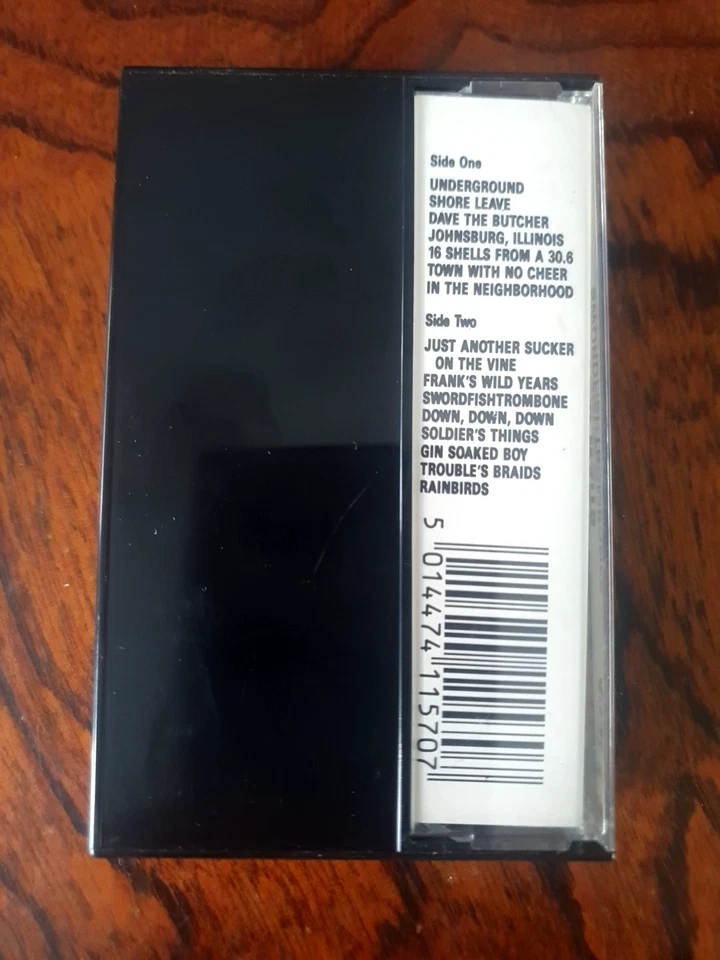 Side One
UNDERGROUND
SHORE LEAVE
DAVE THE BUTCHER
JOHNSBURG, ILLINOIS
16 SHELLS FROM A 30.6
TOWN WITH NO CHEER
IN THE NEIGHBORHOOD
Side Two
JUST ANOTHER SUCKER
ON THE VINE
FRANK'S WILD YEARS
SWORDFISHTROMBONE
DOWN, DOWN, DOWN
SOLDIER'S THINGS
GIN SOAKED BOY
TROUBLE'S BRAIDS
RAINBIRDS
5 014474 115707